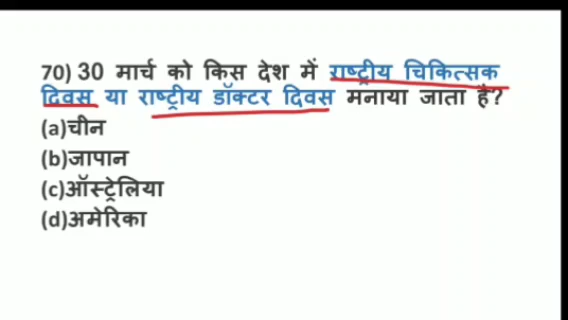 70) 30 मार्च को किस देश में राष्ट्रीय चिकित्सक
दिवस या राष्ट्रीय डॉक्टर दिवस मनाया जाता है?
(a)चीन
(b)जापान
(c)ऑस्ट्रेलिया
(d)अमेरिका